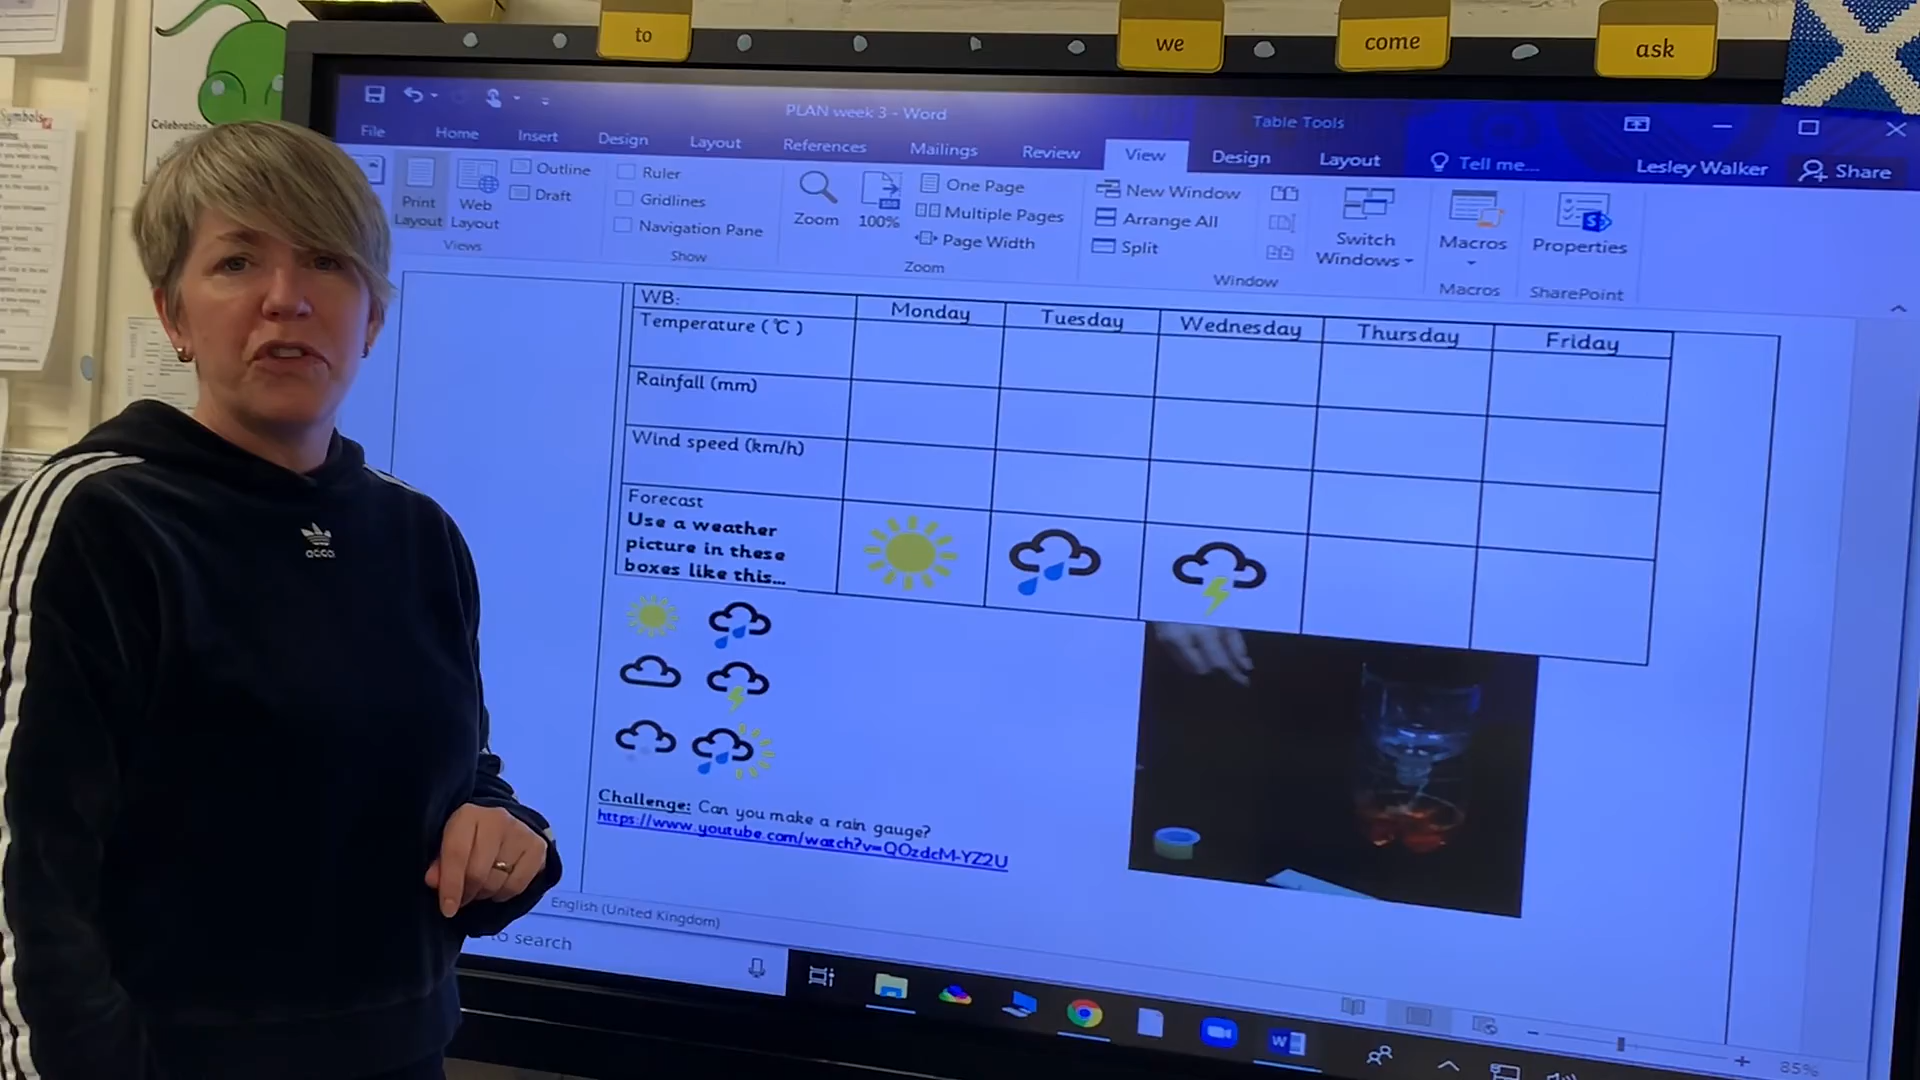 to
we
come
ask
Symbols
Celebration
PLAN week 3 - Word
Table Tools
File
Home
Insert
Design
Layout
References
Mailings
Review
View
Design
Layout
Tell me...
Lesley Walker
Share
Print Layout
Web Layout
Outline
Draft
Views
Ruler
Gridlines
Navigation Pane
Show
Zoom
100%
One Page
Multiple Pages
Page Width
Zoom
New Window
Arrange All
Split
Switch Windows
Window
Macros
Macros
Properties
SharePoint
WB: Monday Tuesday Wednesday Thursday Friday
Temperature (℃)
Rainfall (mm)
Wind speed (km/h)
Forecast
Use a weather
picture in these
boxes like this...
Challenge: Can you make a rain gauge?
https://www.youtube.com/watch?v=QOzdcM-YZ2U
adidas
English (United Kingdom)
to search
85%